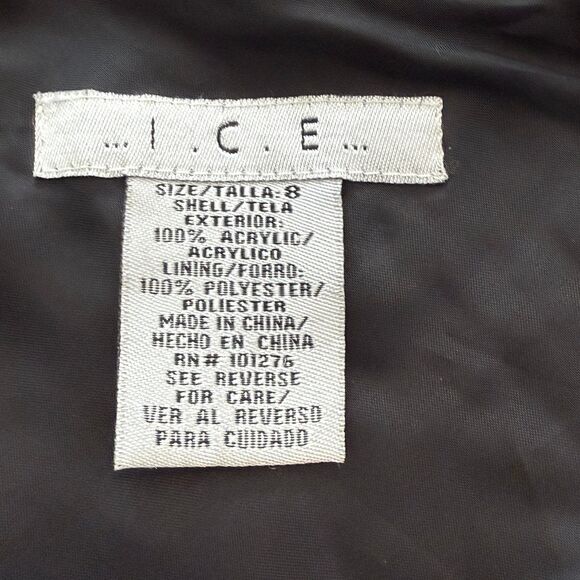 ... I . C . E ...
SIZE/TALLA: 8
SHELL/TELA
EXTERIOR:
100% ACRYLIC/
ACRYLICO
LINING/FORRO:
100% POLYESTER/
POLIESTER
MADE IN CHINA/
HECHO EN CHINA
RN# 101276
SEE REVERSE
FOR CARE/
VER AL REVERSO
PARA CUIDADO